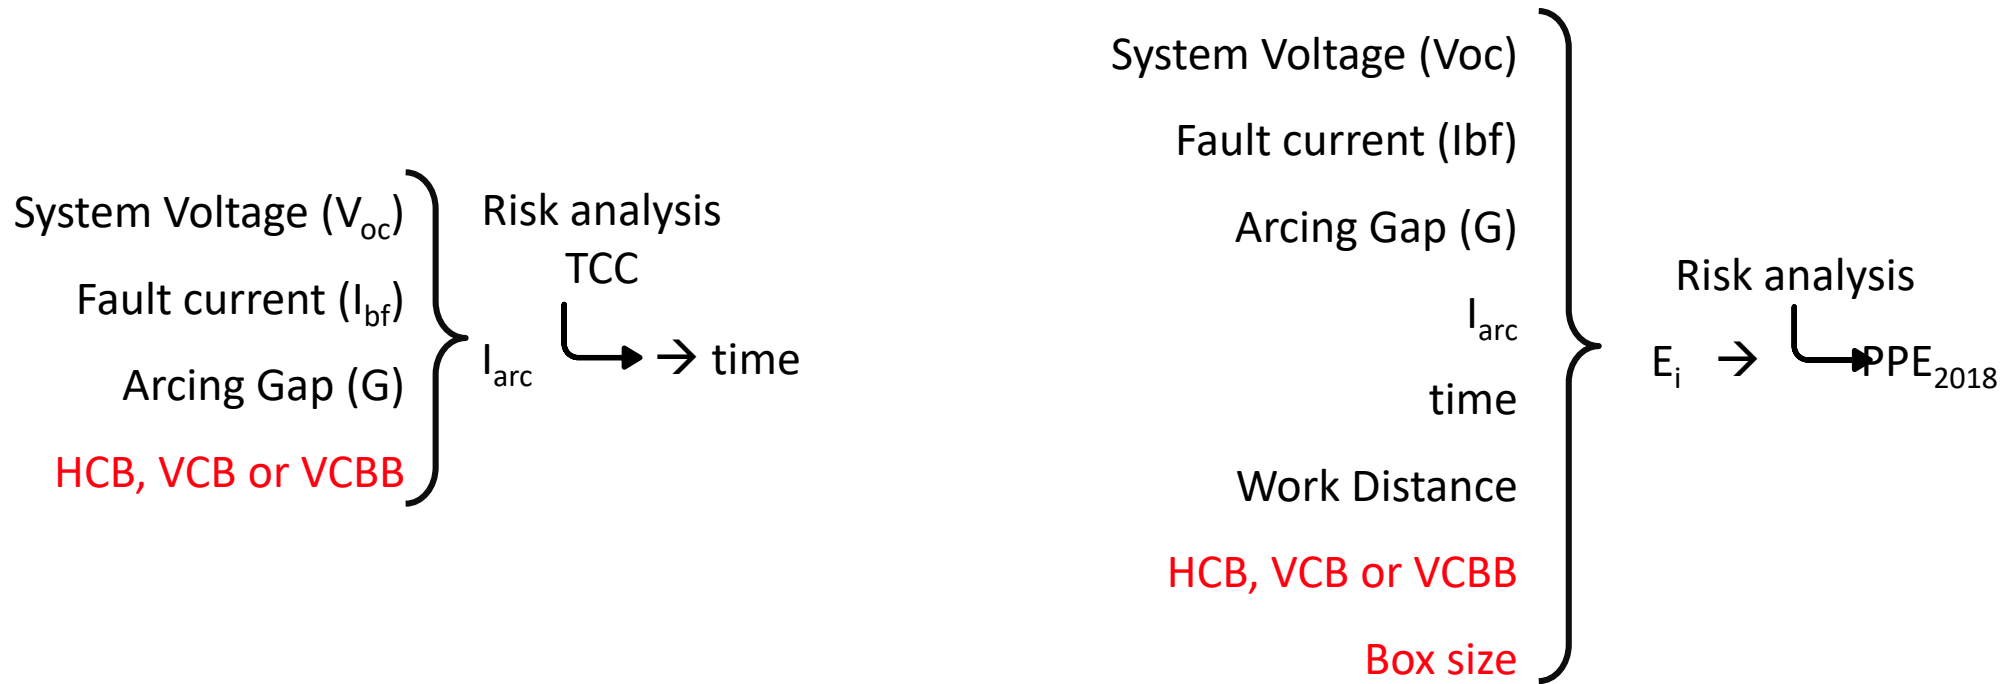 System Voltage (Voc)
Fault current (Ibf)
Arcing Gap (G)
HCB, VCB or VCBB
Risk analysis
TCC
Iarc → time
System Voltage (Voc)
Fault current (Ibf)
Arcing Gap (G)
Iarc
time
Work Distance
HCB, VCB or VCBB
Box size
Risk analysis
Ei → PPE2018